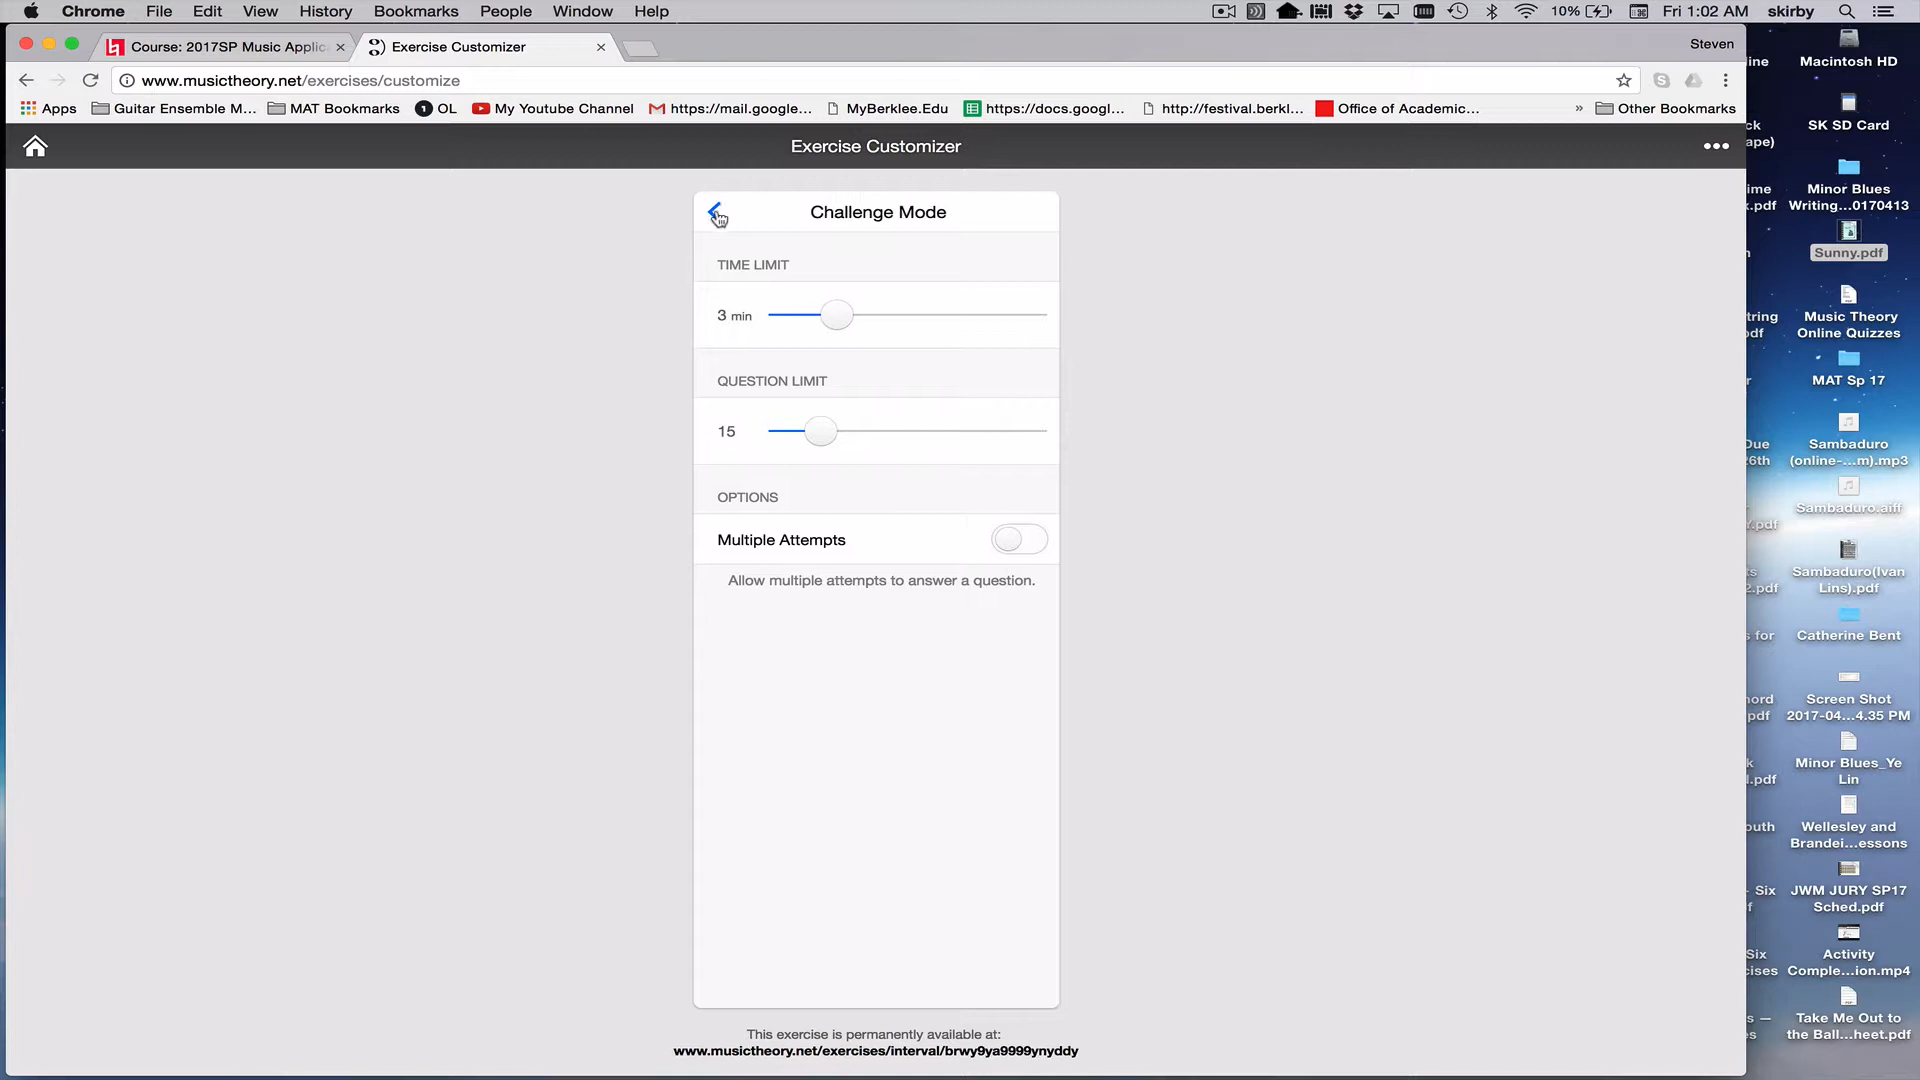 Chrome File Edit View History Bookmarks People Window Help 10% Fri 1:02 AM skirby
Course: 2017SP Music Applic Exercise Customizer Steven
www.musictheory.net/exercises/customize
Apps Guitar Ensemble M... MAT Bookmarks OL My Youtube Channel https://mail.google... MyBerklee.Edu https://docs.googl... http://festival.berkl... Office of Academic... » Other Bookmarks
Exercise Customizer
Challenge Mode
TIME LIMIT
3 min
QUESTION LIMIT
15
OPTIONS
Multiple Attempts
Allow multiple attempts to answer a question.
This exercise is permanently available at:
www.musictheory.net/exercises/interval/brwy9ya9999ynyddy
Macintosh HD
SK SD Card
Minor Blues
Writing...0170413
Sunny.pdf
Music Theory
Online Quizzes
MAT Sp 17
Sambaduro
(online-...m).mp3
Sambaduro.aiff
Sambaduro(Ivan
Lins).pdf
Catherine Bent
Screen Shot
2017-04...4.35 PM
Minor Blues_Ye
Lin
Wellesley and
Brandei...essons
JWM JURY SP17
Sched.pdf
Activity
Comple...ion.mp4
Take Me Out to
the Ball...heet.pdf